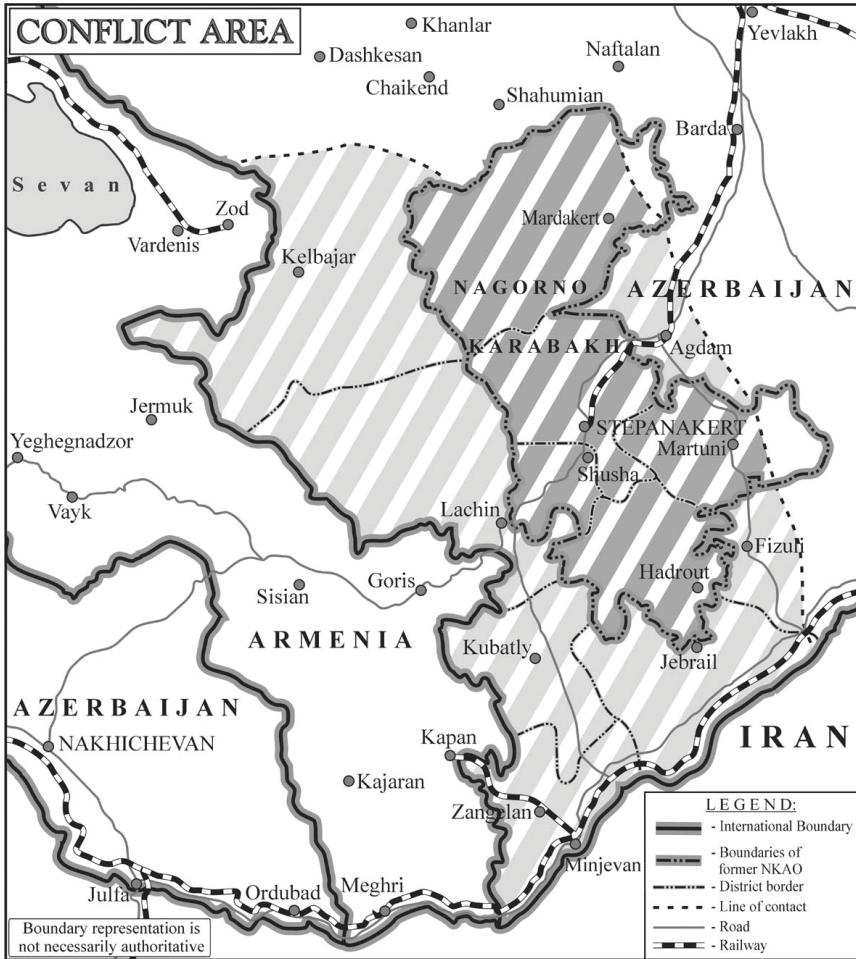 CONFLICT AREA
Khanlar
Yevlakh
Dashkesan
Naftalan
Chaikend
Shahumian
Barda
Sevan
Zod
Mardakert
Vardenis
Kelbajar
NAGORNO
AZERBAIJAN
KARABAKH
Agdam
Jermuk
STEPANAKERT
Martuni
Yeghegnadzor
Shusha
Vayk
Lachin
Fizuli
Goris
Hadrout
Sisian
ARMENIA
Kubatly
Jebrail
AZERBAIJAN
IRAN
NAKHICHEVAN
Kapan
Kajaran
Zangelan
Minjevan
Julfa
Ordubad
Meghri
LEGEND:
- International Boundary
- Boundaries of
former NKAO
- District border
- Line of contact
- Road
- Railway
Boundary representation is
not necessarily authoritative